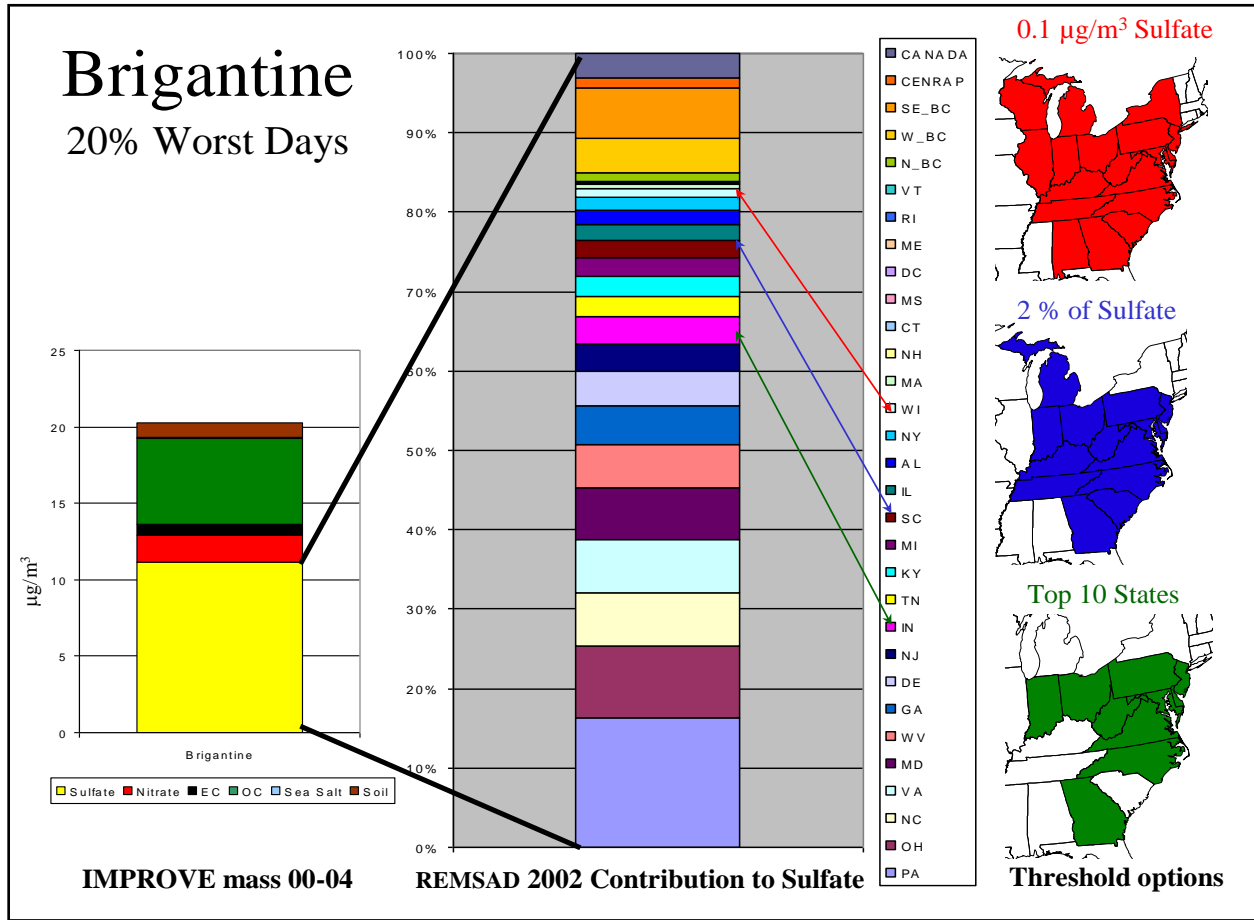 Brigantine
20% Worst Days
25
20
15
10
5
0
µg/m³
Brigantine
Sulfate Nitrate EC OC Sea Salt Soil
IMPROVE mass 00-04
100%
90%
80%
70%
60%
50%
40%
30%
20%
10%
0%
REMSAD 2002 Contribution to Sulfate
CANADA
CENRAP
SE_BC
W_BC
N_BC
VT
RI
ME
DC
MS
CT
NH
MA
WI
NY
AL
IL
SC
MI
KY
TN
IN
NJ
DE
GA
WV
MD
VA
NC
OH
PA
0.1 µg/m³ Sulfate
2 % of Sulfate
Top 10 States
Threshold options